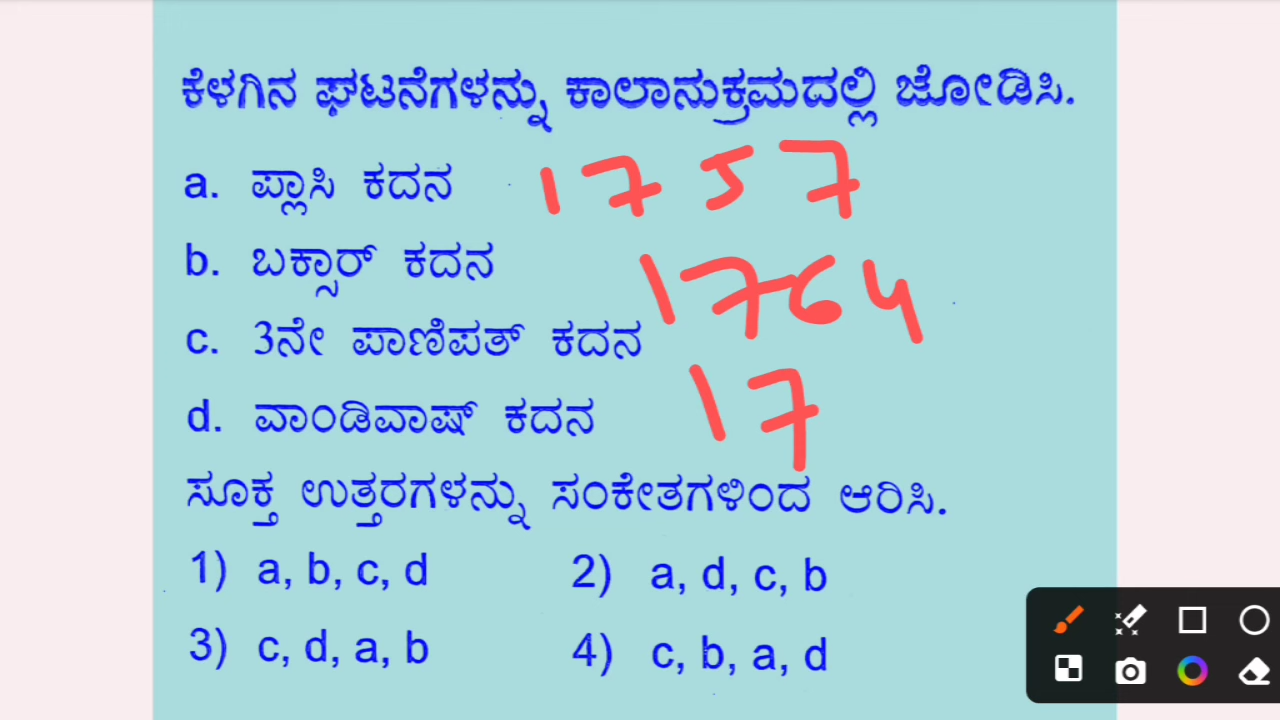 ಕೆಳಗಿನ ಘಟನೆಗಳನ್ನು ಕಾಲಾನುಕ್ರಮದಲ್ಲಿ ಜೋಡಿಸಿ.
a. ಪ್ಲಾಸಿ ಕದನ 1757
b. ಬಕ್ಸಾರ್ ಕದನ 1764
c. 3ನೇ ಪಾಣಿಪತ್ ಕದನ 17
d. ವಾಂಡಿವಾಷ್ ಕದನ
ಸೂಕ್ತ ಉತ್ತರಗಳನ್ನು ಸಂಕೇತಗಳಿಂದ ಆರಿಸಿ.
1) a, b, c, d 2) a, d, c, b
3) c, d, a, b 4) c, b, a, d